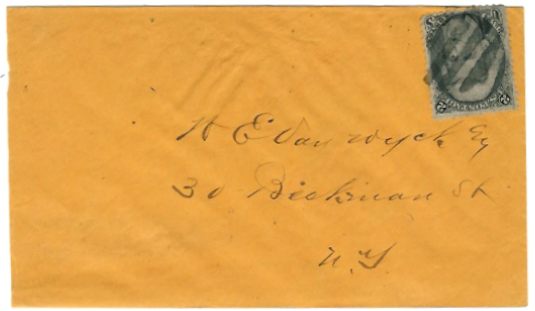 W E Van Wyck Esq
30 Beekman St
N.Y.